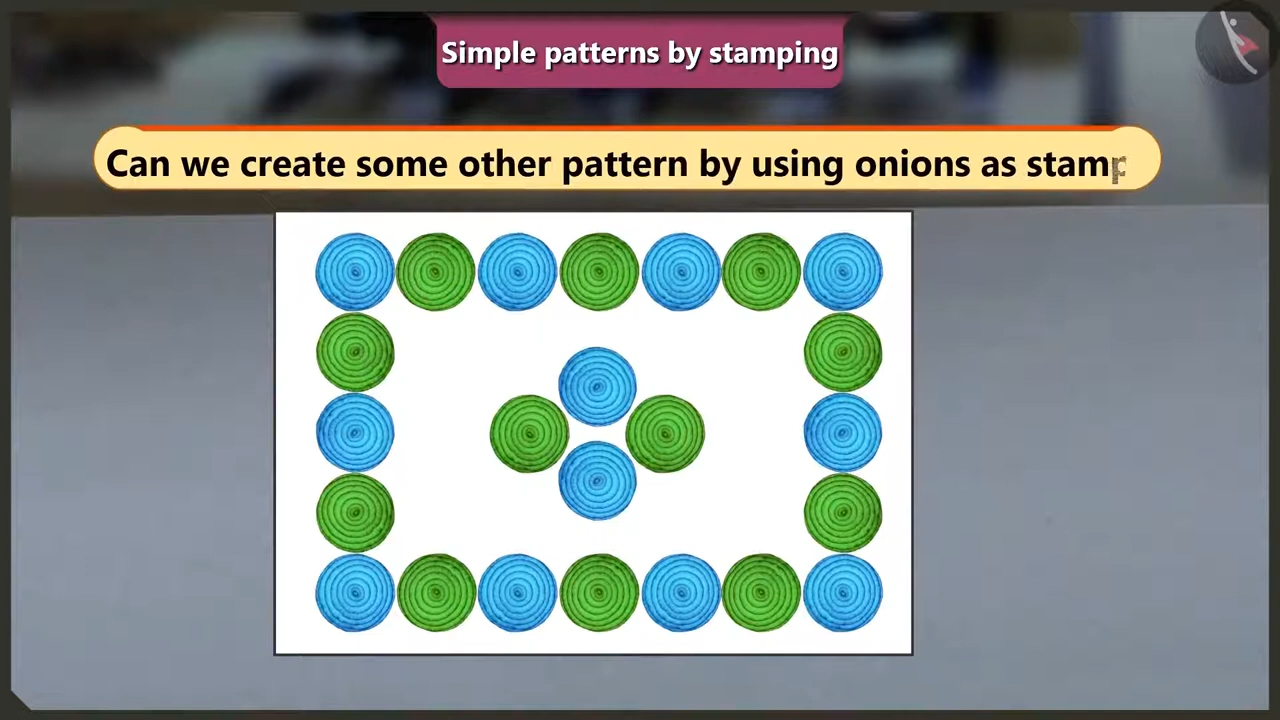 Simple patterns by stamping
Can we create some other pattern by using onions as stamp